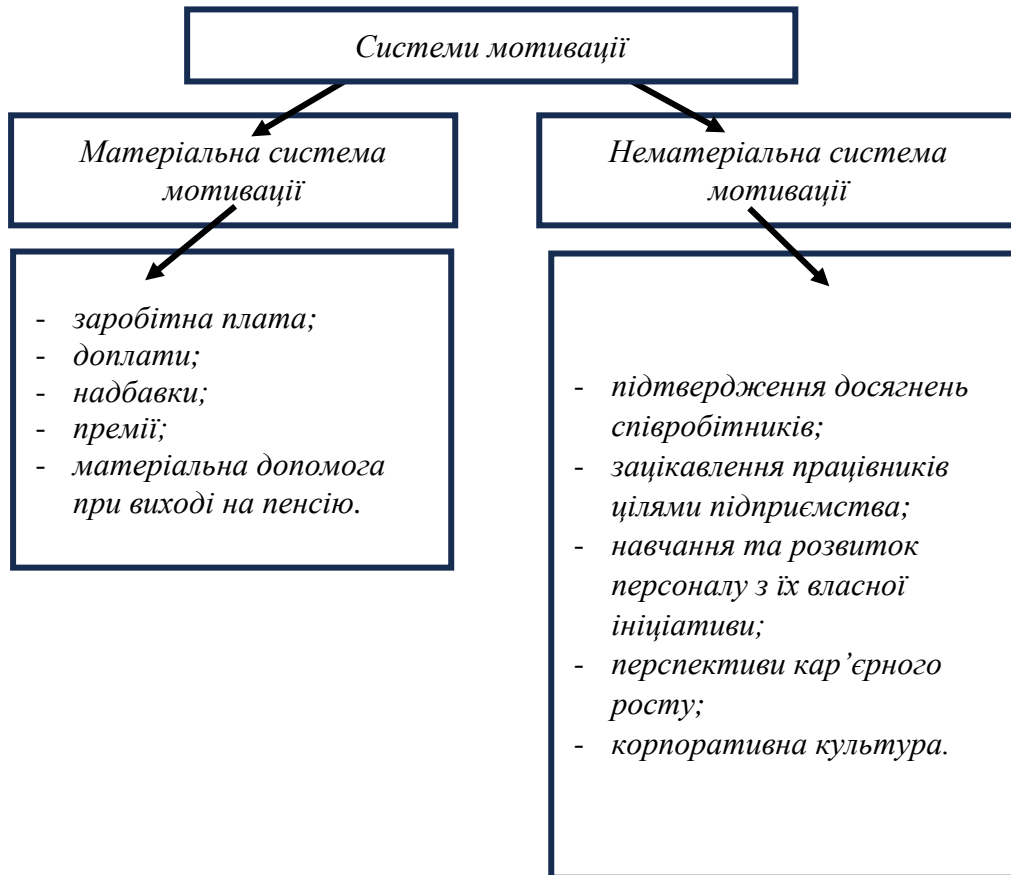 Системи мотивації
Матеріальна система
мотивації
Нематеріальна система
мотивації
- заробітна плата;
- доплати;
- надбавки;
- премії;
- матеріальна допомога
при виході на пенсію.
- підтвердження досягнень
співробітників;
- зацікавлення працівників
цілями підприємства;
- навчання та розвиток
персоналу з їх власної
ініціативи;
- перспективи кар’єрного
росту;
- корпоративна культура.